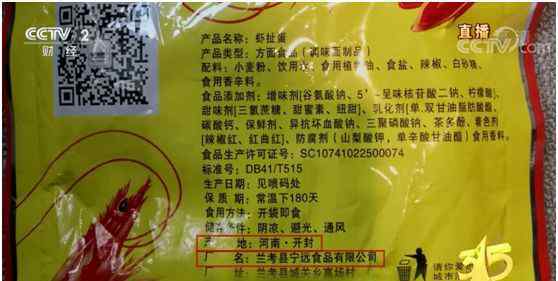 CCTV 2
财经
直播
CCTV.com
产品名称：虾扯蛋
产品类型：方面食品（调味面制品）
配料：小麦粉、饮用水、食用植物油、食盐、辣椒、白砂糖、
食用香辛料。
食品添加剂：增味剂[谷氨酸钠、5'-呈味核苷酸二钠、柠檬酸]、
甜味剂[三氯蔗糖、甜蜜素、纽甜]、乳化剂[单.双甘油脂肪酸酯、
碳酸钙、保鲜剂、异抗坏血酸钠、三聚磷酸钠、茶多酚、着色剂
[辣椒红、红曲红]、防腐剂（山梨酸钾，单辛酸甘油酯）食用香料。
食品生产许可证号：SC10741022500074
标准号：DB41/T515
生产日期：见喷码处
保质期：常温下180天
食用方法：开袋即食
储存条件：阴凉、避光、通风
产地：河南·开封
厂名：兰考县宁远食品有限公司
315
请你爱
城市